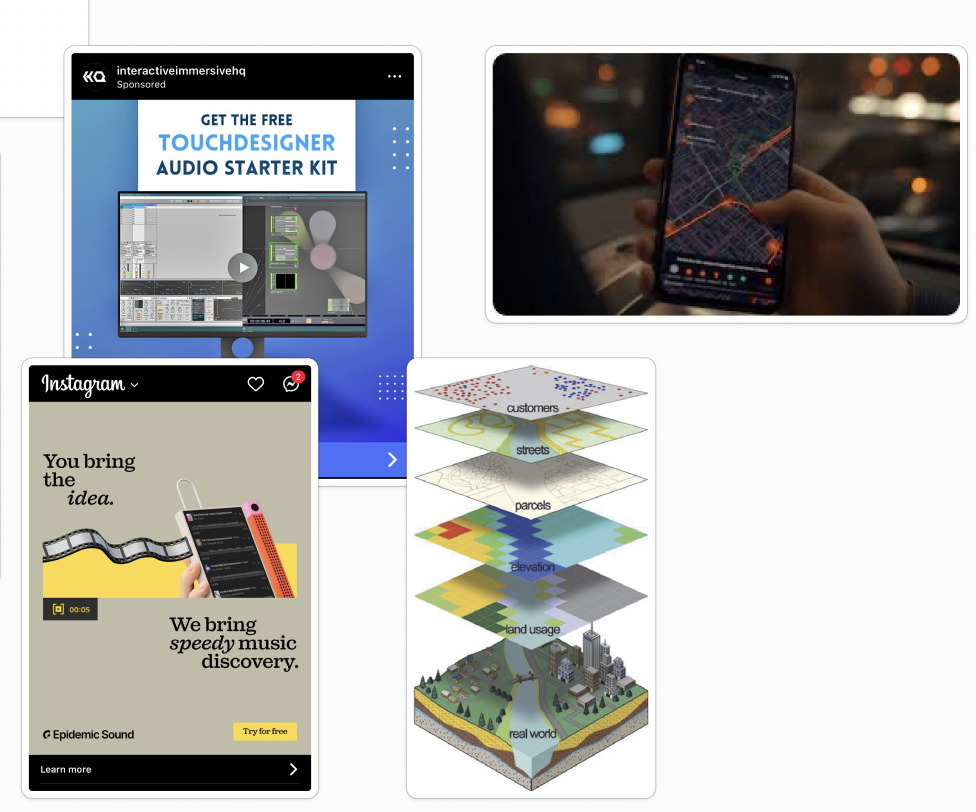 interactiveimmersivehq
Sponsored
GET THE FREE
TOUCHDESIGNER
AUDIO STARTER KIT
Instagram
2
You bring
the
idea.
00:05
We bring
speedy music
discovery.
Epidemic Sound
Try for free
Learn more
customers
streets
parcels
elevation
land usage
real world